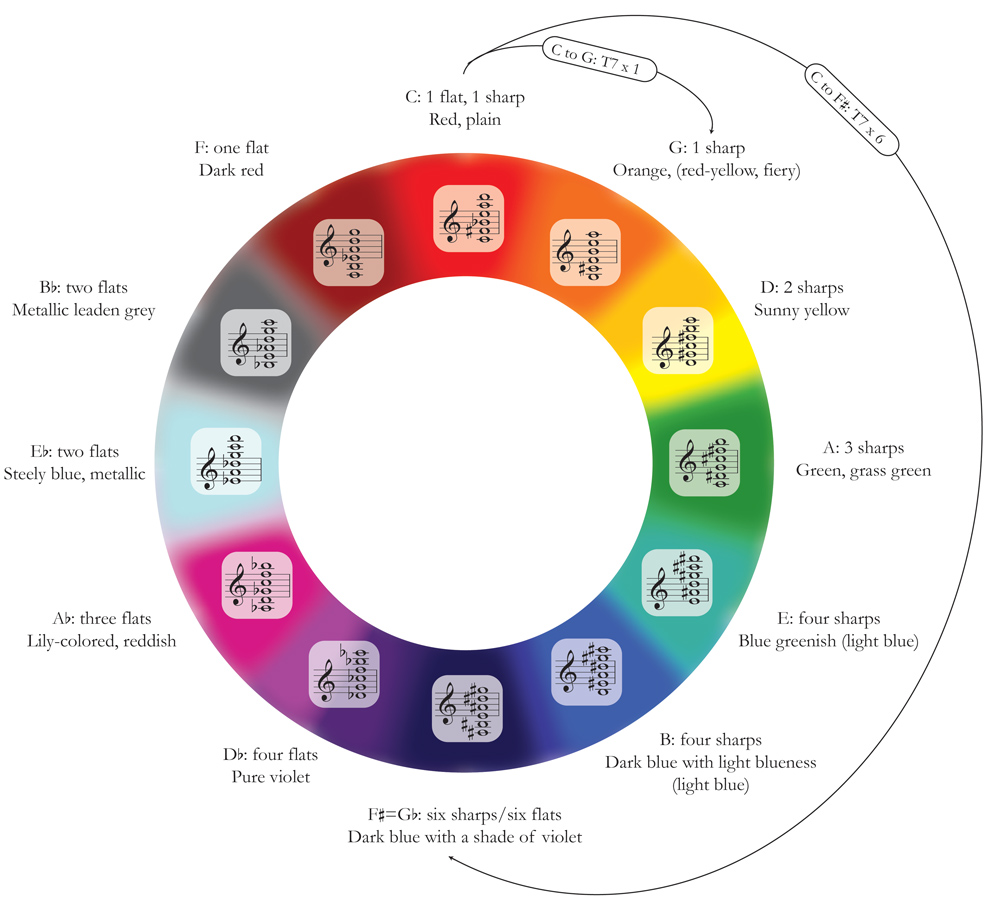 C to G: T7 x 1
C to F♯: T7 x 6
C: 1 flat, 1 sharp
Red, plain
G: 1 sharp
Orange, (red-yellow, fiery)
D: 2 sharps
Sunny yellow
A: 3 sharps
Green, grass green
E: four sharps
Blue greenish (light blue)
B: four sharps
Dark blue with light blueness
(light blue)
F♯=G♭: six sharps/six flats
Dark blue with a shade of violet
D♭: four flats
Pure violet
A♭: three flats
Lily-colored, reddish
E♭: two flats
Steely blue, metallic
B♭: two flats
Metallic leaden grey
F: one flat
Dark red